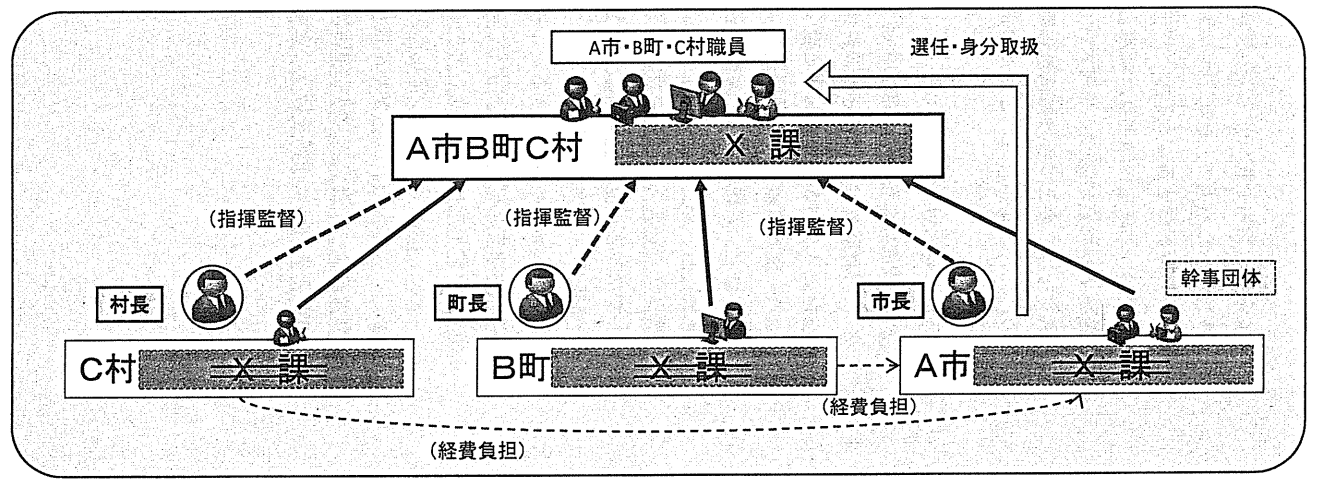 A市・B町・C村職員
選任・身分取扱
A市B町C村 X 課
(指揮監督)
(指揮監督)
(指揮監督)
幹事団体
村長
町長
市長
C村 X 課
B町 X 課
A市 X 課
(経費負担)
(経費負担)